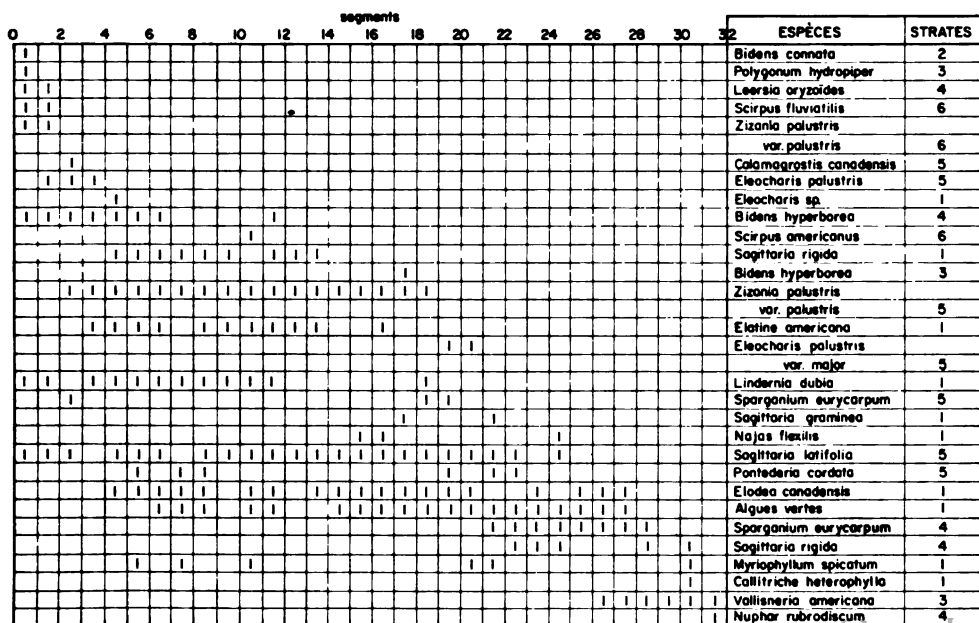 segments
0 2 4 6 8 10 12 14 16 18 20 22 24 26 28 30 32 ESPÈCES STRATES
Bidens connata 2
Polygonum hydropiper 3
Leersia oryzoïdes 4
Scirpus fluviatilis 6
Zizania palustris
var. palustris 6
Calamagrostis canadensis 5
Eleocharis palustris 5
Eleocharis sp. 1
Bidens hyperborea 4
Scirpus americanus 6
Sagittaria rigida 1
Bidens hyperborea 3
Zizania palustris
var. palustris 5
Elatine americana 1
Eleocharis palustris
var. major 5
Lindernia dubia 1
Sparganium eurycarpum 5
Sagittaria graminea 1
Najas flexilis 1
Sagittaria latifolia 5
Pontederia cordata 5
Elodea canadensis 1
Algues vertes 1
Sparganium eurycarpum 4
Sagittaria rigida 4
Myriophyllum spicatum 1
Callitriche heterophylla 1
Vallisneria americana 3
Nuphar rubrodiscum 4